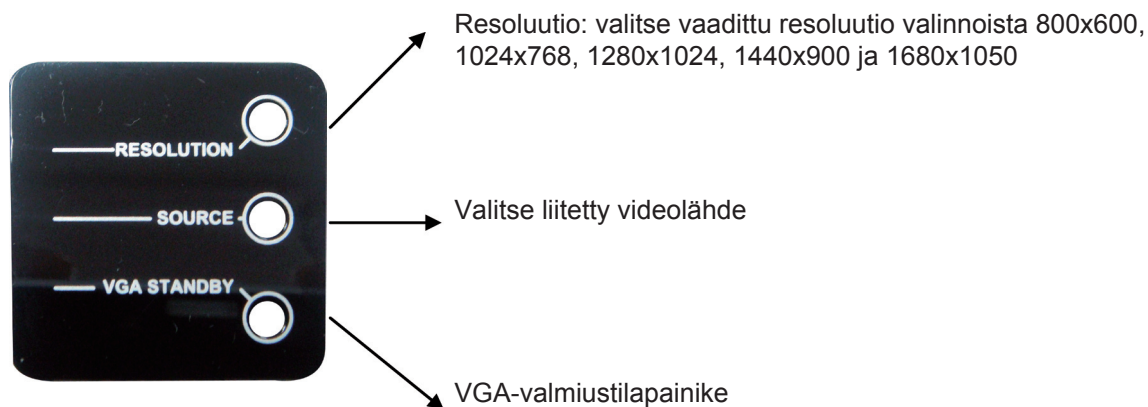 Resoluutio: valitse vaadittu resoluutio valinnoista 800x600,
1024x768, 1280x1024, 1440x900 ja 1680x1050
RESOLUTION
SOURCE
Valitse liitetty videolähde
VGA STANDBY
VGA-valmiustilapainike